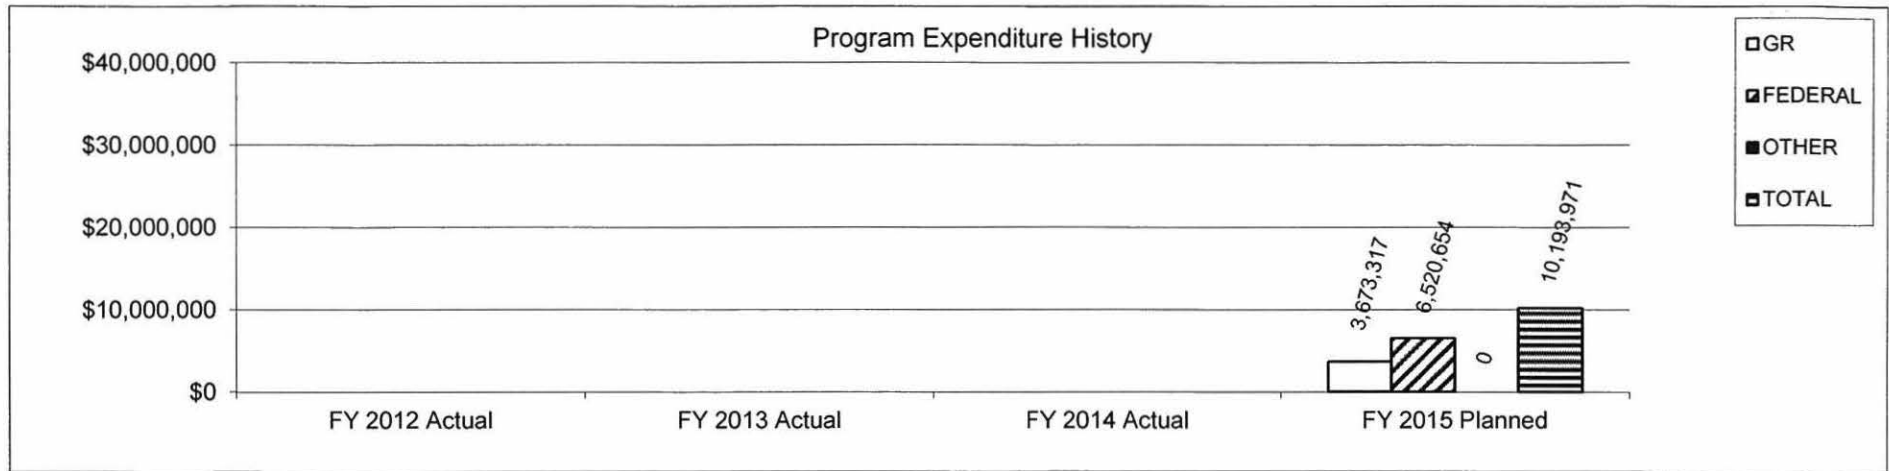 Program Expenditure History
$40,000,000
$30,000,000
$20,000,000
$10,000,000
$0
3,673,317
6,520,654
0
10,193,971
FY 2012 Actual
FY 2013 Actual
FY 2014 Actual
FY 2015 Planned
GR
FEDERAL
OTHER
TOTAL